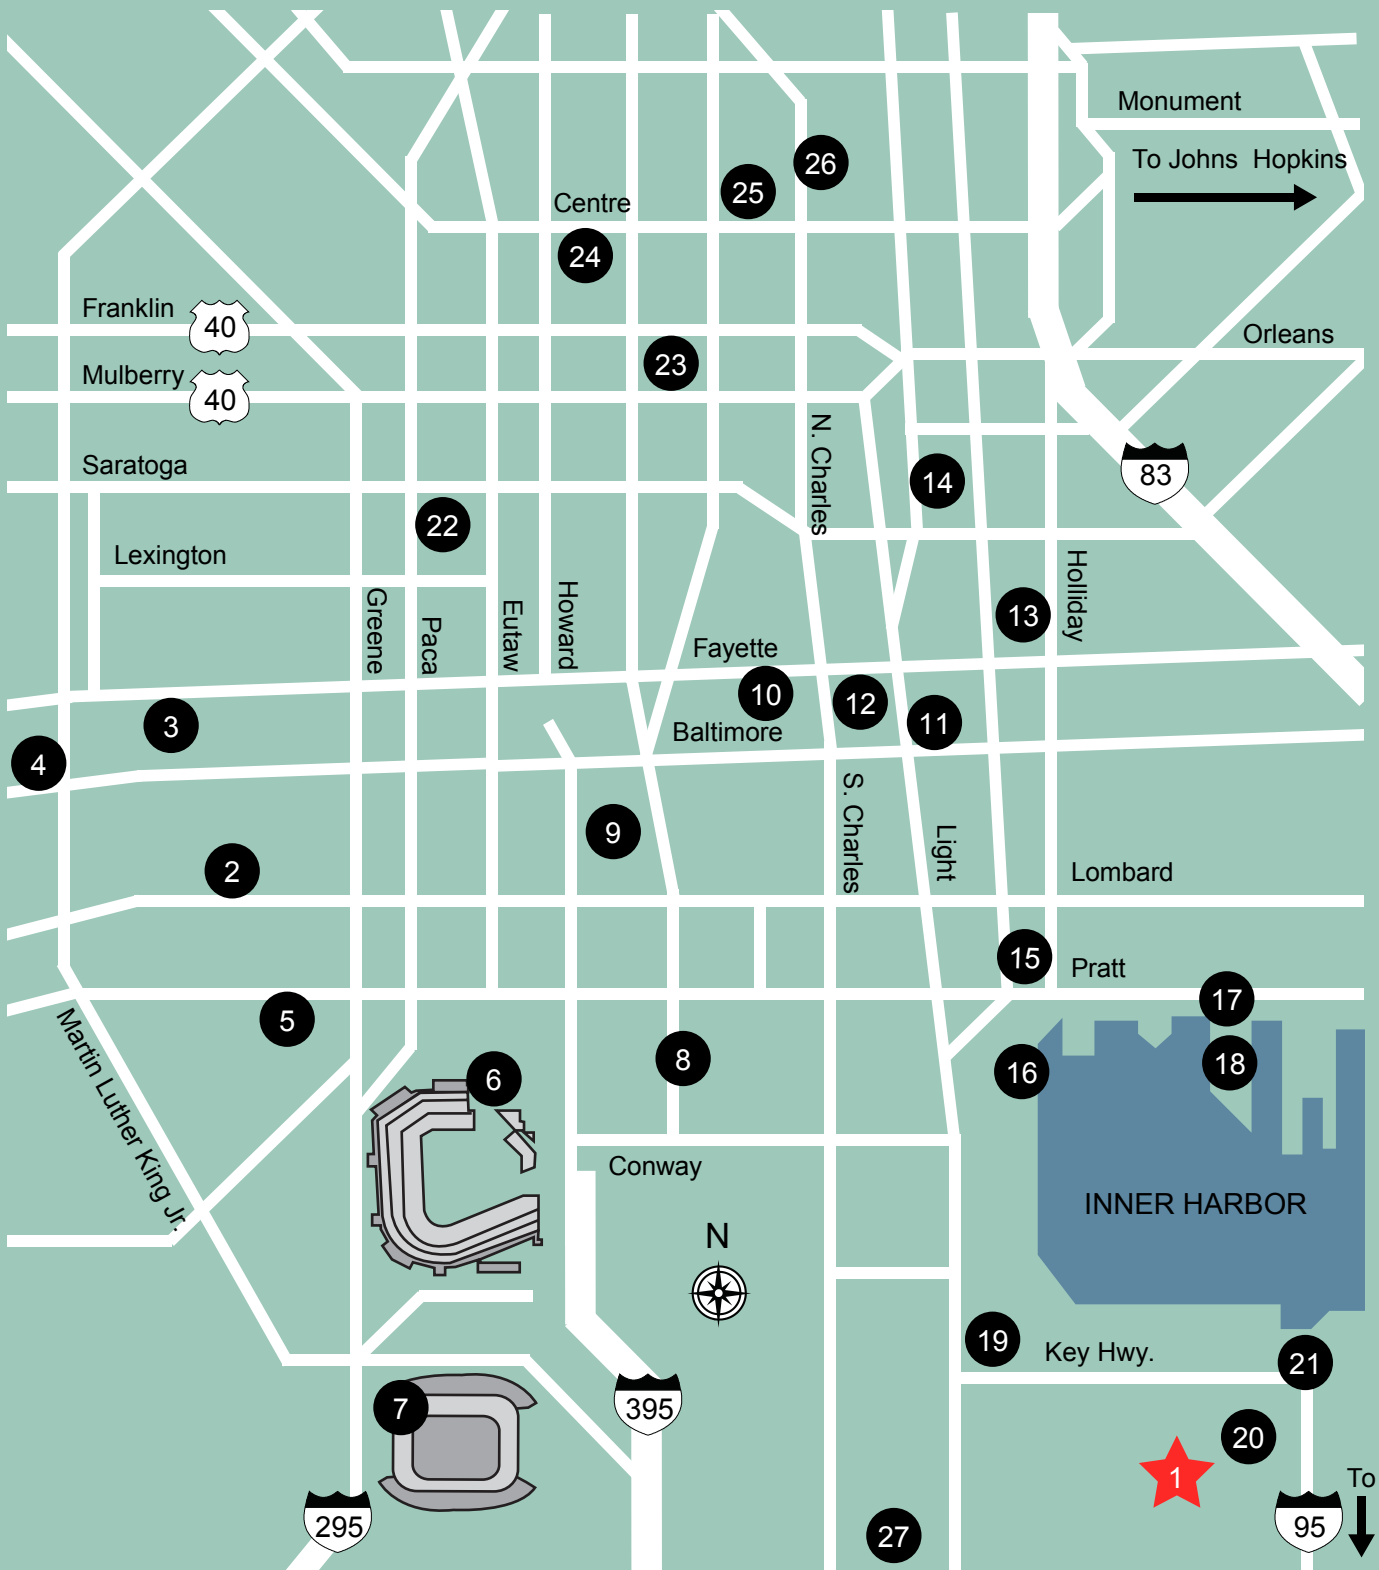 Monument
To Johns Hopkins
26
25
Centre
24
Franklin
40
Orleans
23
Mulberry
40
N. Charles
Saratoga
83
14
22
Lexington
Holliday
Howard
Greene
Eutaw
13
Paca
Fayette
10
12
3
11
Baltimore
4
S. Charles
9
Light
2
Lombard
15
Pratt
17
5
8
18
16
6
Martin Luther King Jr.
Conway
INNER HARBOR
N
19
Key Hwy.
21
7
395
20
1
To
295
95
27